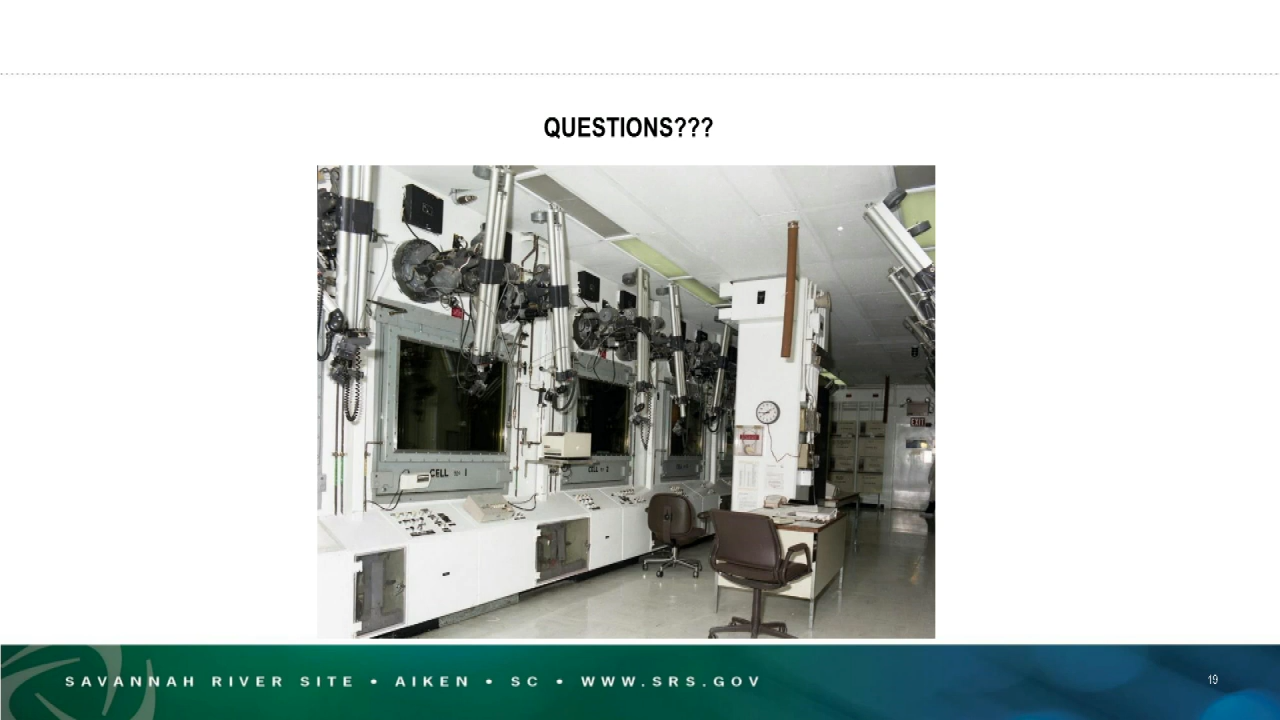 QUESTIONS???
EXIT
CELL - 1
CELL - 2
SAVANNAH RIVER SITE • AIKEN • SC • WWW.SRS.GOV
19